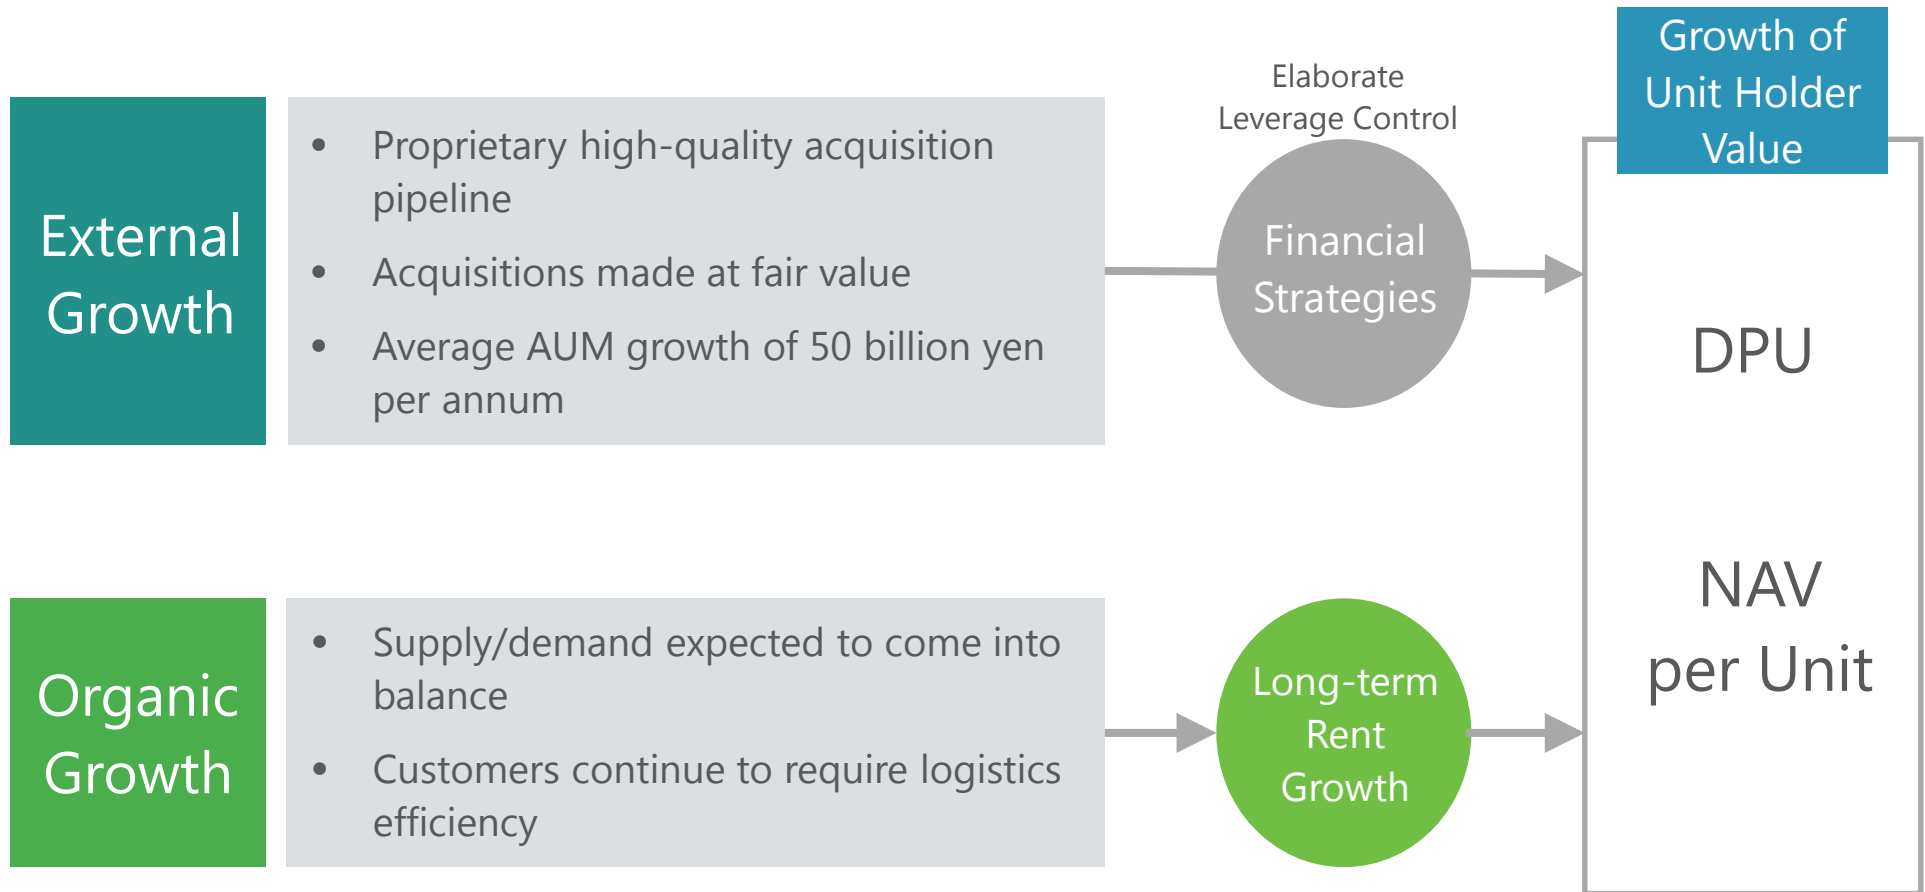 External
Growth
• Proprietary high-quality acquisition
pipeline
• Acquisitions made at fair value
• Average AUM growth of 50 billion yen
per annum
Elaborate
Leverage Control
Financial
Strategies
Growth of
Unit Holder
Value
DPU
NAV
per Unit
Organic
Growth
• Supply/demand expected to come into
balance
• Customers continue to require logistics
efficiency
Long-term
Rent
Growth